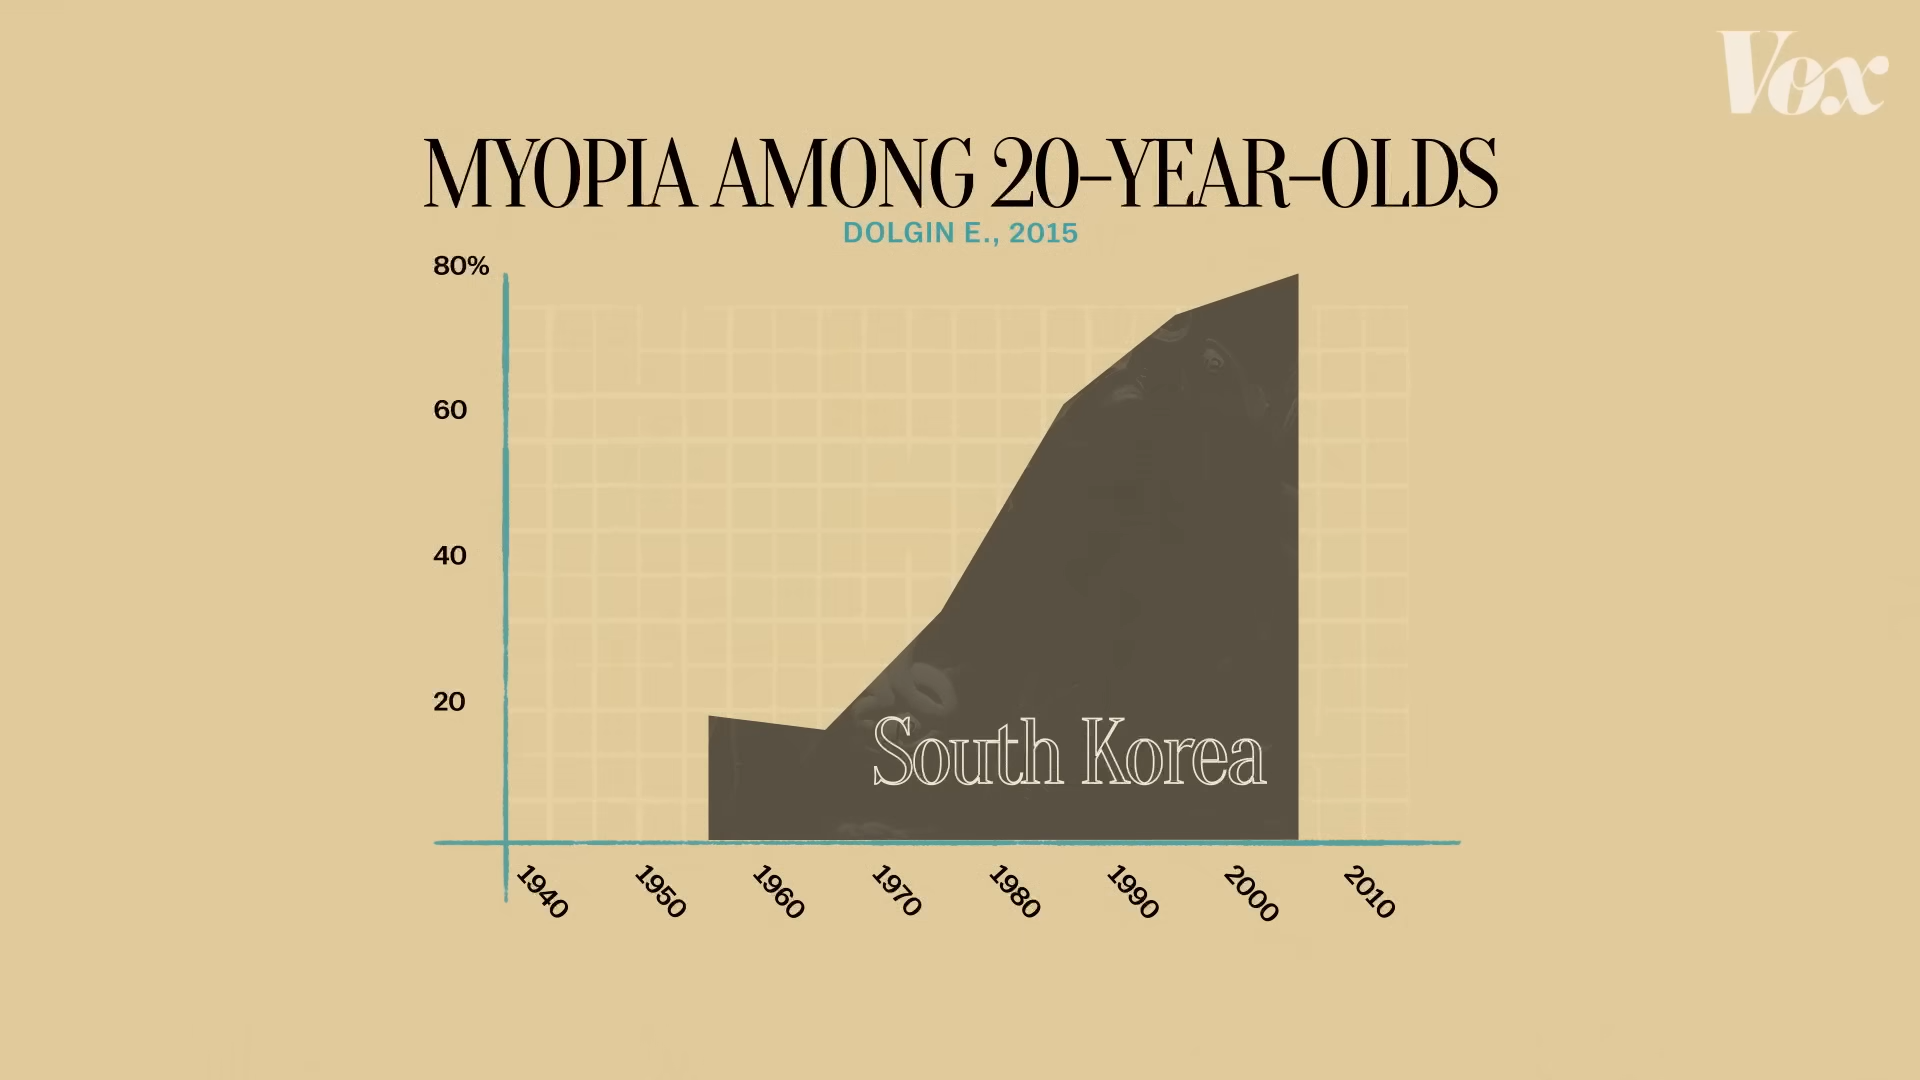 Vox
MYOPIA AMONG 20–YEAR–OLDS
DOLGIN E., 2015
80%
60
40
20
South Korea
1940 1950 1960 1970 1980 1990 2000 2010